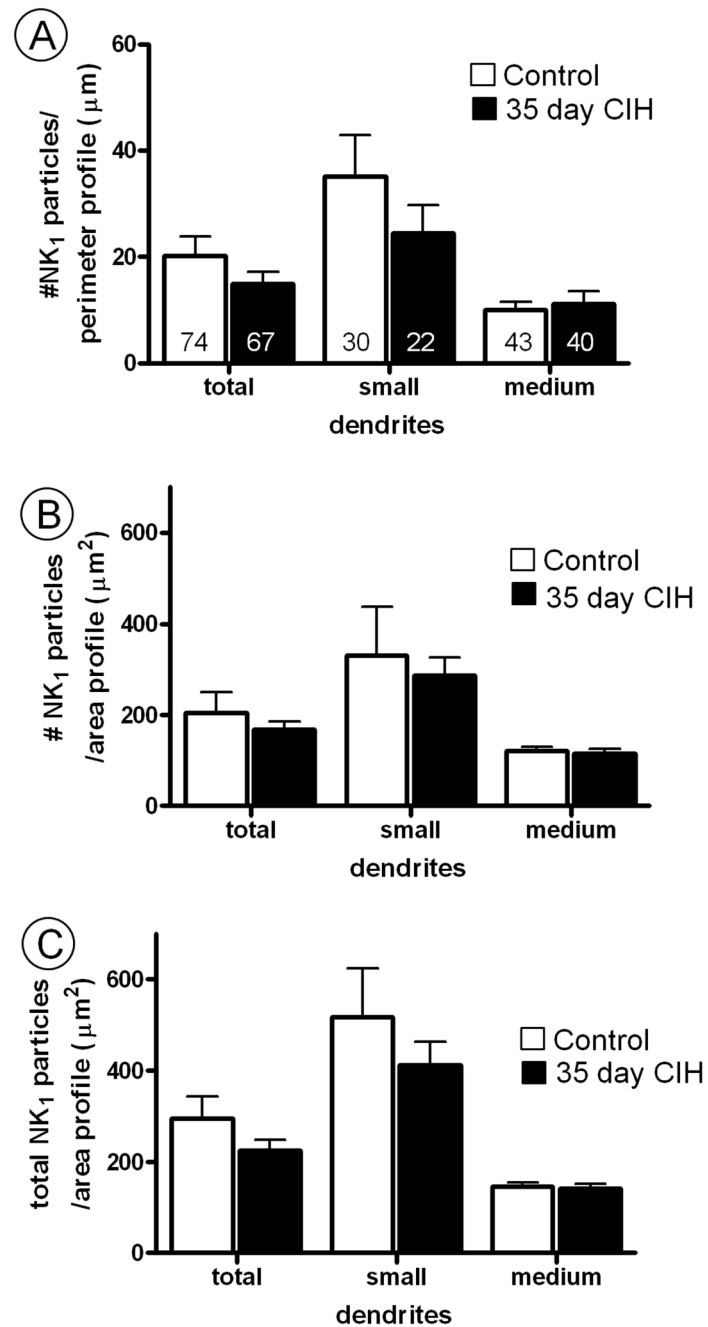 A
#NK1 particles/
perimeter profile (μm)
60
40
20
0
Control
35 day CIH
74
67
30
22
43
40
total
small
medium
dendrites
B
# NK1 particles
/area profile (μm²)
600
400
200
0
Control
35 day CIH
total
small
medium
dendrites
C
total NK1 particles
/area profile (μm²)
600
400
200
0
Control
35 day CIH
total
small
medium
dendrites